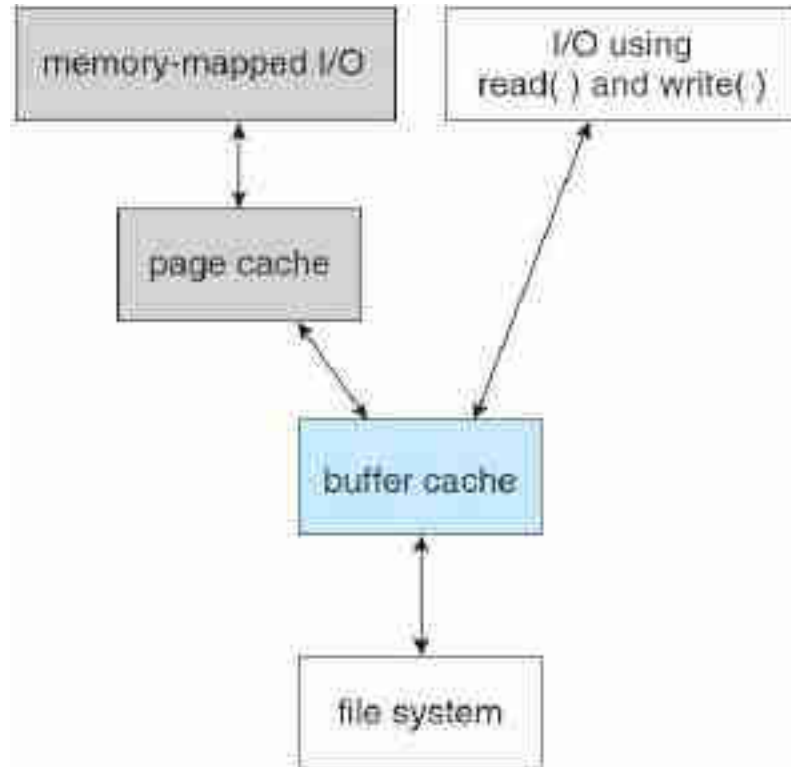 memory-mapped I/O
I/O using
read( ) and write( )
page cache
buffer cache
file system